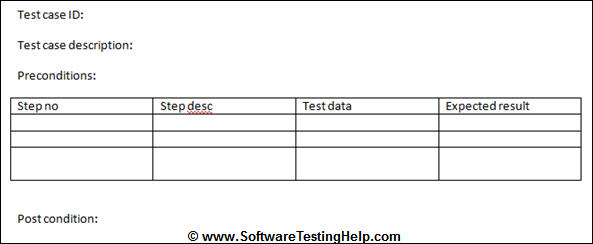 Test case ID:
Test case description:
Preconditions:
Step no Step desc Test data Expected result
Post condition:
© www.SoftwareTestingHelp.com